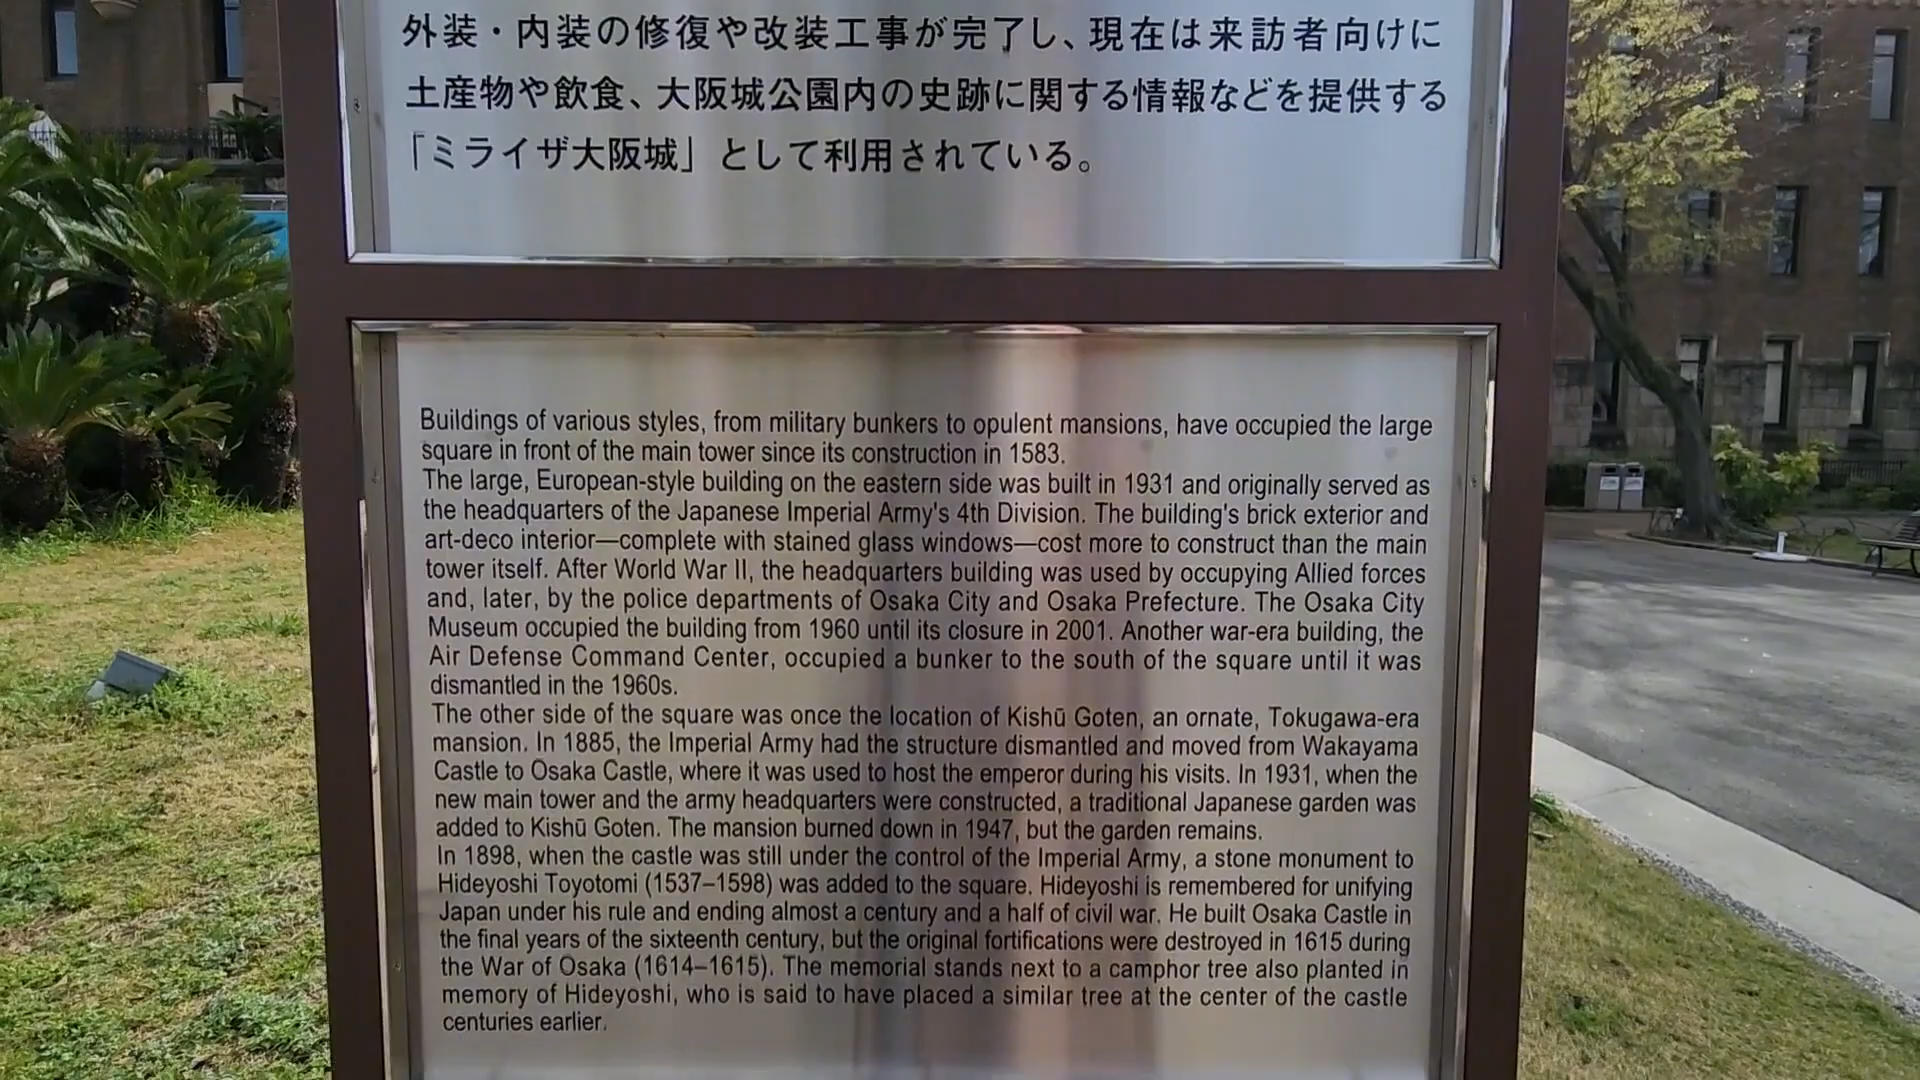 外装・内装の修復や改装工事が完了し、現在は来訪者向けに
土産物や飲食、大阪城公園内の史跡に関する情報などを提供する
「ミライザ大阪城」として利用されている。
Buildings of various styles, from military bunkers to opulent mansions, have occupied the large
square in front of the main tower since its construction in 1583.
The large, European-style building on the eastern side was built in 1931 and originally served as
the headquarters of the Japanese Imperial Army's 4th Division. The building's brick exterior and
art-deco interior—complete with stained glass windows—cost more to construct than the main
tower itself. After World War II, the headquarters building was used by occupying Allied forces
and, later, by the police departments of Osaka City and Osaka Prefecture. The Osaka City
Museum occupied the building from 1960 until its closure in 2001. Another war-era building, the
Air Defense Command Center, occupied a bunker to the south of the square until it was
dismantled in the 1960s.
The other side of the square was once the location of Kishū Goten, an ornate, Tokugawa-era
mansion. In 1885, the Imperial Army had the structure dismantled and moved from Wakayama
Castle to Osaka Castle, where it was used to host the emperor during his visits. In 1931, when the
new main tower and the army headquarters were constructed, a traditional Japanese garden was
added to Kishū Goten. The mansion burned down in 1947, but the garden remains.
In 1898, when the castle was still under the control of the Imperial Army, a stone monument to
Hideyoshi Toyotomi (1537–1598) was added to the square. Hideyoshi is remembered for unifying
Japan under his rule and ending almost a century and a half of civil war. He built Osaka Castle in
the final years of the sixteenth century, but the original fortifications were destroyed in 1615 during
the War of Osaka (1614–1615). The memorial stands next to a camphor tree also planted in
memory of Hideyoshi, who is said to have placed a similar tree at the center of the castle
centuries earlier.